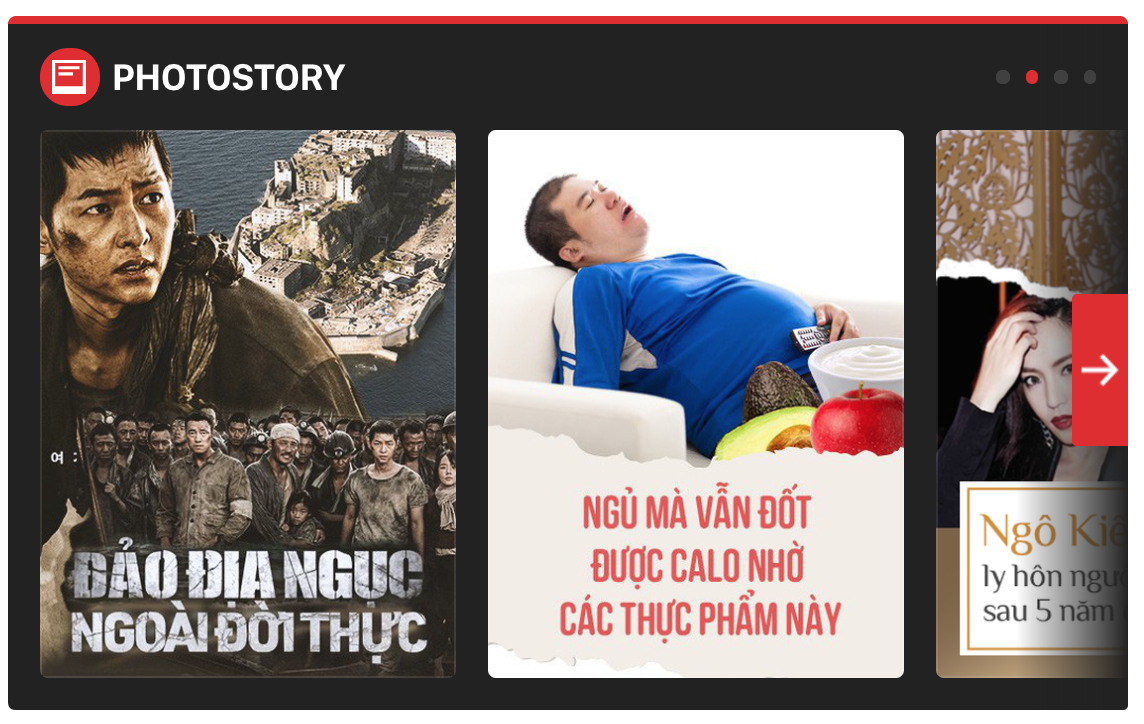 PHOTOSTORY
여 :
ĐẢO ĐỊA NGỤC
NGOÀI ĐỜI THỰC
NGỦ MÀ VẪN ĐỐT
ĐƯỢC CALO NHỜ
CÁC THỰC PHẨM NÀY
Ngô Kiế
ly hôn ngư
sau 5 năm